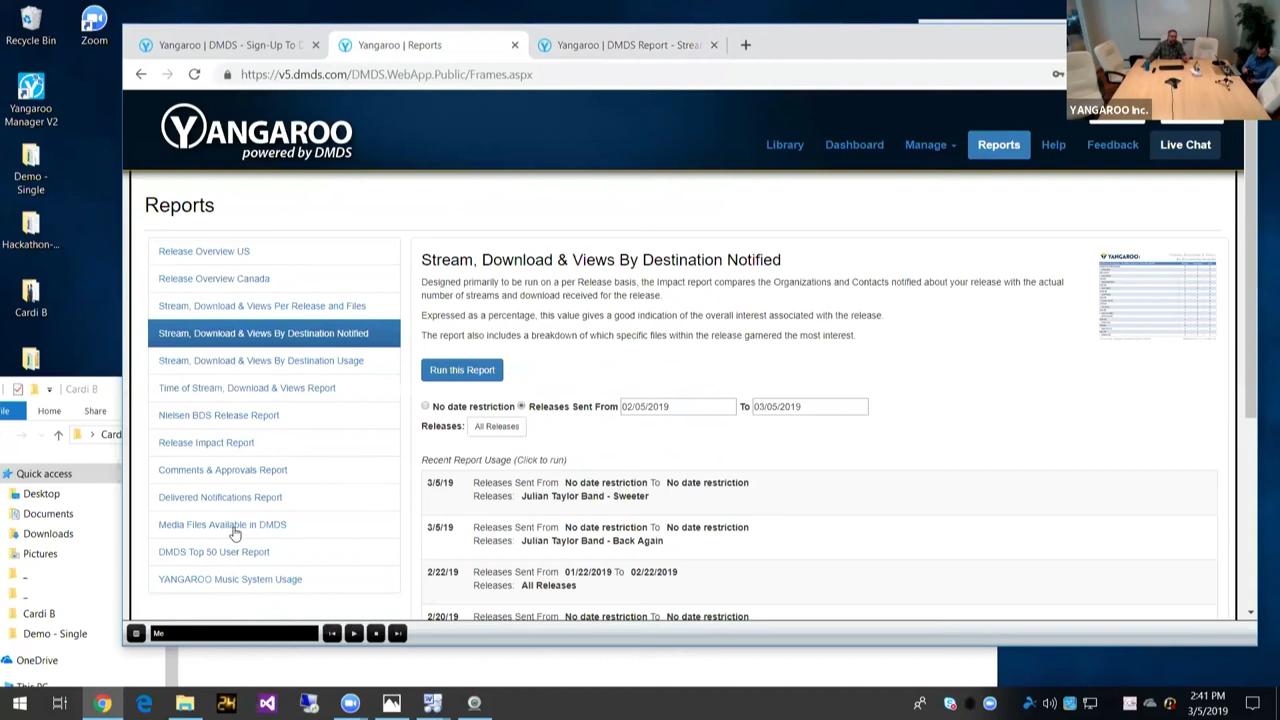 Recycle Bin
Zoom
Yangaroo
Manager V2
Demo -
Single
Hackathon-...
Cardi B
Yangaroo | DMDS - Sign-Up To D
Yangaroo | Reports
Yangaroo | DMDS Report - Strea
https://v5.dmds.com/DMDS.WebApp.Public/Frames.aspx
YANGAROO Inc.
YANGAROO
powered by DMDS
Library
Dashboard
Manage
Reports
Help
Feedback
Live Chat
Reports
Release Overview US
Release Overview Canada
Stream, Download & Views Per Release and Files
Stream, Download & Views By Destination Notified
Stream, Download & Views By Destination Usage
Time of Stream, Download & Views Report
Nielsen BDS Release Report
Release Impact Report
Comments & Approvals Report
Delivered Notifications Report
Media Files Available in DMDS
DMDS Top 50 User Report
YANGAROO Music System Usage
Stream, Download & Views By Destination Notified
Designed primarily to be run on a per Release basis, the Impact report compares the Organizations and Contacts notified about your release with the actual
number of streams and download received for the release.
Expressed as a percentage, this value gives a good indication of the overall interest associated with the release.
The report also includes a breakdown of which specific files within the release garnered the most interest.
YANGAROO
Run this Report
No date restriction Releases Sent From 02/05/2019 To 03/05/2019
Releases: All Releases
Recent Report Usage (Click to run)
3/5/19 Releases Sent From No date restriction To No date restriction
Releases: Julian Taylor Band - Sweeter
3/5/19 Releases Sent From No date restriction To No date restriction
Releases: Julian Taylor Band - Back Again
2/22/19 Releases Sent From 01/22/2019 To 02/22/2019
Releases: All Releases
2/20/19 Releases Sent From No date restriction To No date restriction
Me
Cardi B
File
Home
Share
Card
Quick access
Desktop
Documents
Downloads
Pictures
_
_
Cardi B
Demo - Single
OneDrive
This PC
2:41 PM
3/5/2019